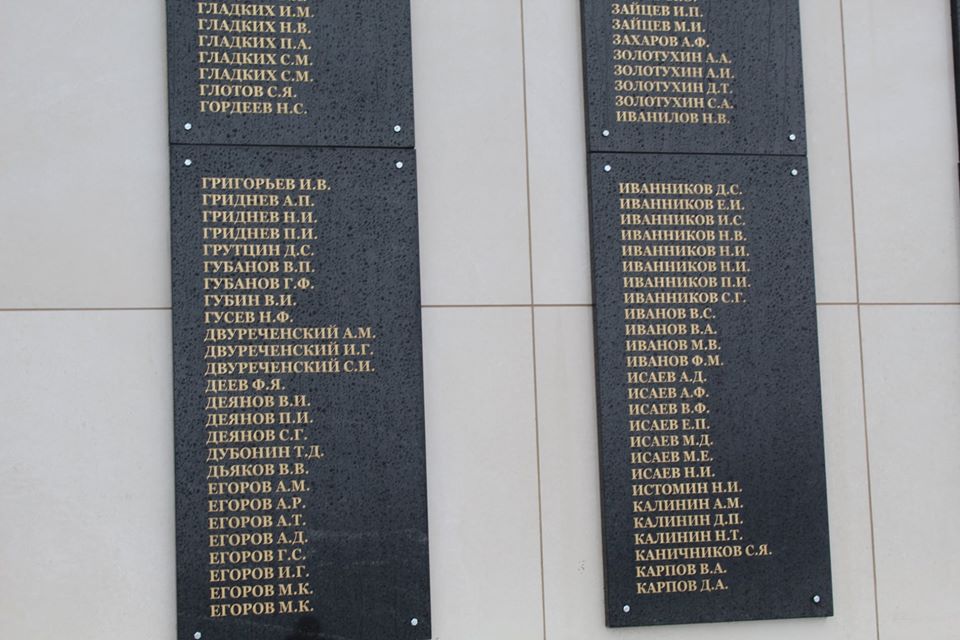 ГЛАДКИХ И.М.
ГЛАДКИХ Н.В.
ГЛАДКИХ П.А.
ГЛАДКИХ С.М.
ГЛАДКИХ С.М.
ГЛОТОВ С.Я.
ГОРДЕЕВ Н.С.
ГРИГОРЬЕВ И.В.
ГРИДНЕВ А.П.
ГРИДНЕВ Н.И.
ГРИДНЕВ П.И.
ГРУТЦИН Д.С.
ГУБАНОВ В.П.
ГУБАНОВ Г.Ф.
ГУБИН В.И.
ГУСЕВ Н.Ф.
ДВУРЕЧЕНСКИЙ А.М.
ДВУРЕЧЕНСКИЙ И.Г.
ДВУРЕЧЕНСКИЙ С.И.
ДЕЕВ Ф.Я.
ДЕЯНОВ В.И.
ДЕЯНОВ П.И.
ДЕЯНОВ С.Г.
ДУБОНИН Т.Д.
ДЬЯКОВ В.В.
ЕГОРОВ А.М.
ЕГОРОВ А.Р.
ЕГОРОВ А.Т.
ЕГОРОВ А.Д.
ЕГОРОВ Г.С.
ЕГОРОВ И.Г.
ЕГОРОВ М.К.
ЕГОРОВ М.К.
ЗАЙЦЕВ И.П.
ЗАЙЦЕВ М.И.
ЗАХАРОВ А.Ф.
ЗОЛОТУХИН А.А.
ЗОЛОТУХИН А.И.
ЗОЛОТУХИН Д.Т.
ЗОЛОТУХИН С.А.
ИВАНИЛОВ Н.В.
ИВАННИКОВ Д.С.
ИВАННИКОВ Е.И.
ИВАННИКОВ И.С.
ИВАННИКОВ Н.В.
ИВАННИКОВ Н.И.
ИВАННИКОВ Н.И.
ИВАННИКОВ П.И.
ИВАННИКОВ С.Г.
ИВАНОВ В.С.
ИВАНОВ В.А.
ИВАНОВ М.В.
ИВАНОВ Ф.М.
ИСАЕВ А.Д.
ИСАЕВ А.Ф.
ИСАЕВ В.Ф.
ИСАЕВ Е.П.
ИСАЕВ М.Д.
ИСАЕВ М.Е.
ИСАЕВ Н.И.
ИСТОМИН Н.И.
КАЛИНИН А.М.
КАЛИНИН Д.П.
КАЛИНИН Н.Т.
КАНИЧНИКОВ С.Я.
КАРПОВ В.А.
КАРПОВ Д.А.